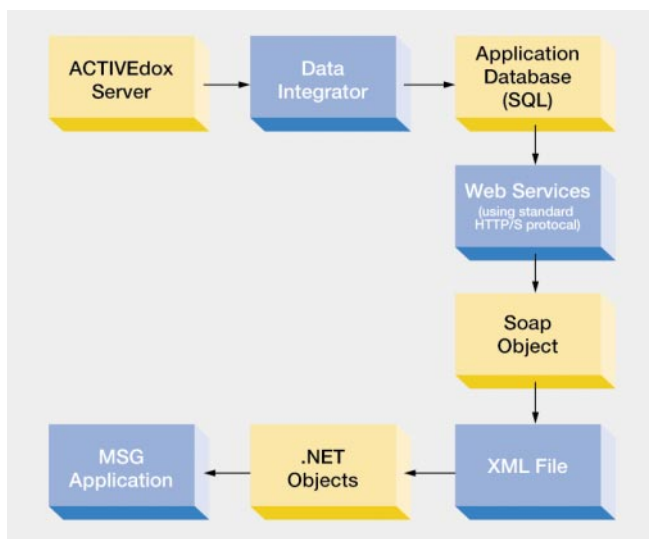 ACTIVEdox
Server
Data
Integrator
Application
Database
(SQL)
Web Services
(using standard
HTTP/S protocal)
Soap
Object
MSG
Application
.NET
Objects
XML File